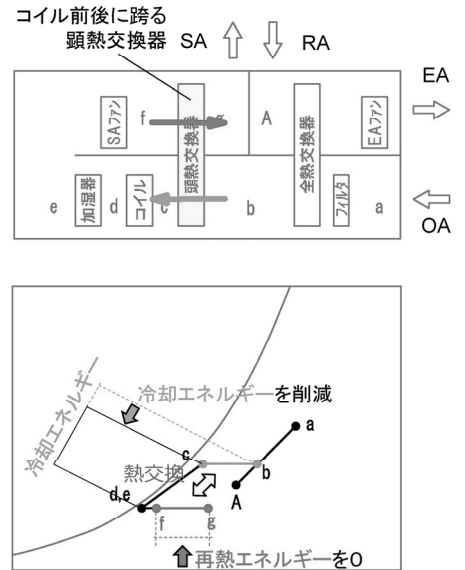 コイル前後に跨る
顕熱交換器
SA
RA
EA
SAファン
f
顕熱交換器
g
A
全熱交換器
EAファン
e
加湿器
d
コイル
c
b
フィルタ
a
OA
冷却エネルギー
冷却エネルギーを削減
a
c
熱交換
b
A
d,e
f
g
再熱エネルギーを0